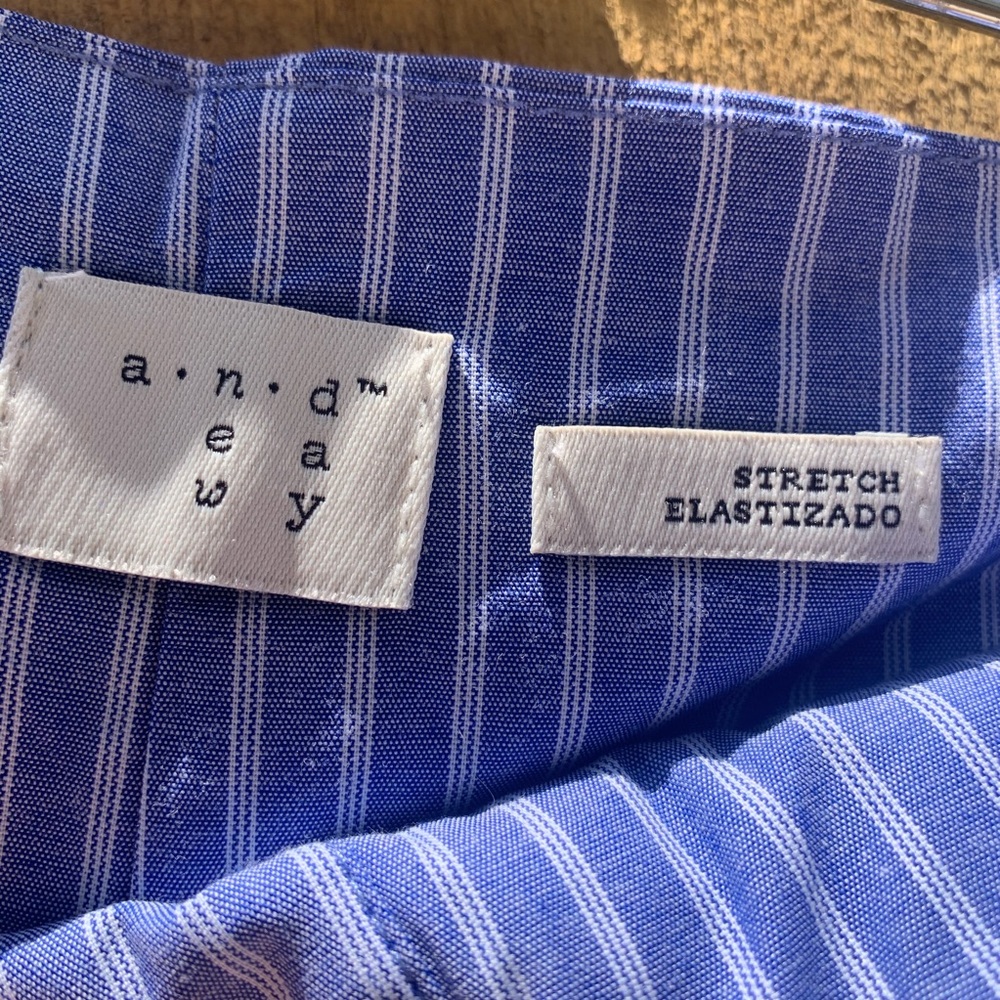 a·n·d™
e a
w y
STRETCH
ELASTIZADO